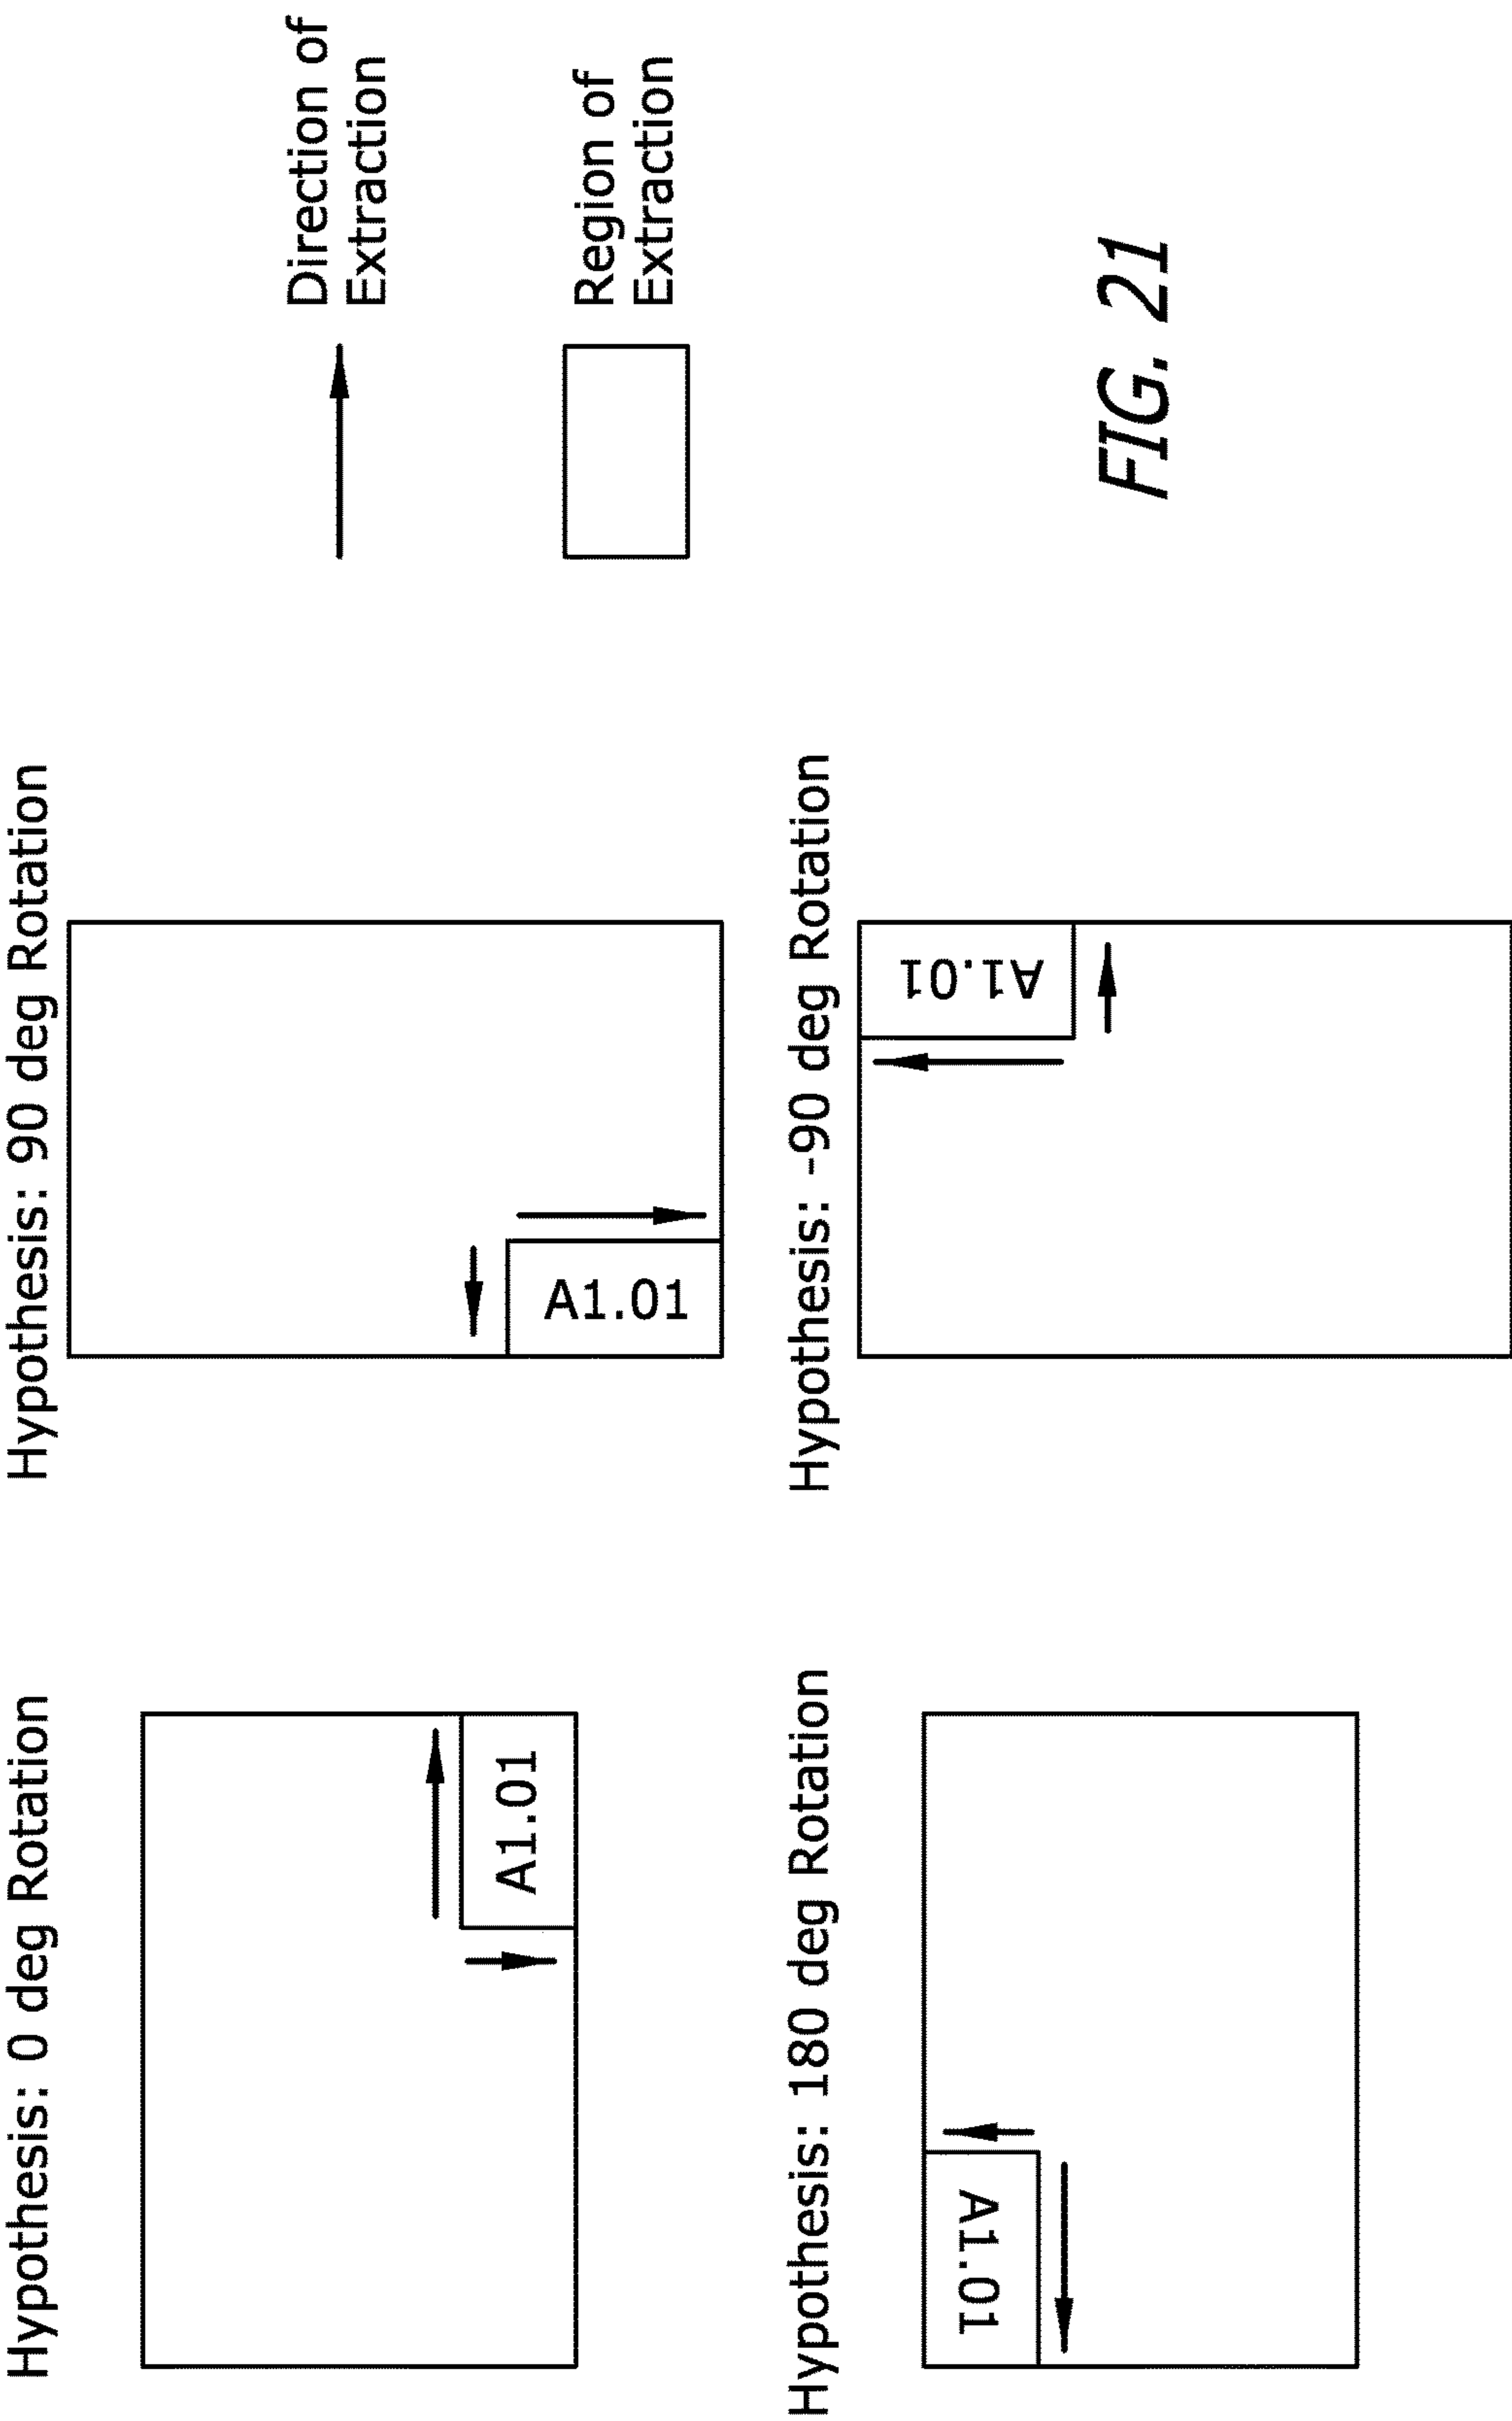 Hypothesis: 0 deg Rotation
A1.01
Hypothesis: 90 deg Rotation
A1.01
Direction of
Extraction
Region of
Extraction
Hypothesis: 180 deg Rotation
A1.01
Hypothesis: -90 deg Rotation
A1.01
FIG. 21